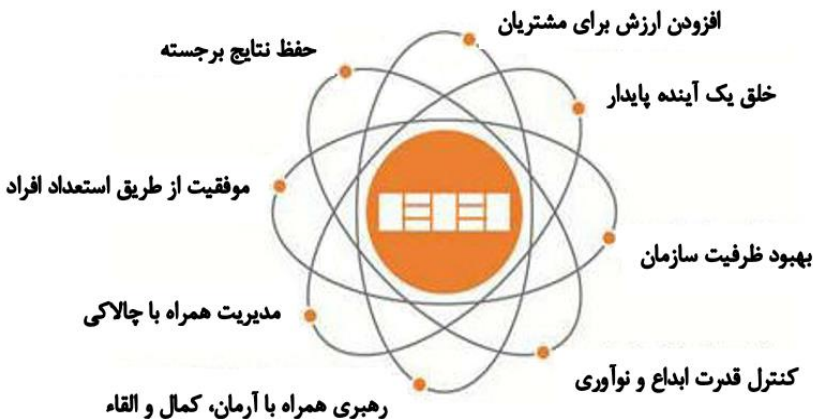 افزودن ارزش برای مشتریان
خلق یک آینده پایدار
بهبود ظرفیت سازمان
کنترل قدرت ابداع و نوآوری
رهبری همراه با آرمان، کمال و القاء
مدیریت همراه با چالاکی
موفقیت از طریق استعداد افراد
حفظ نتایج برجسته